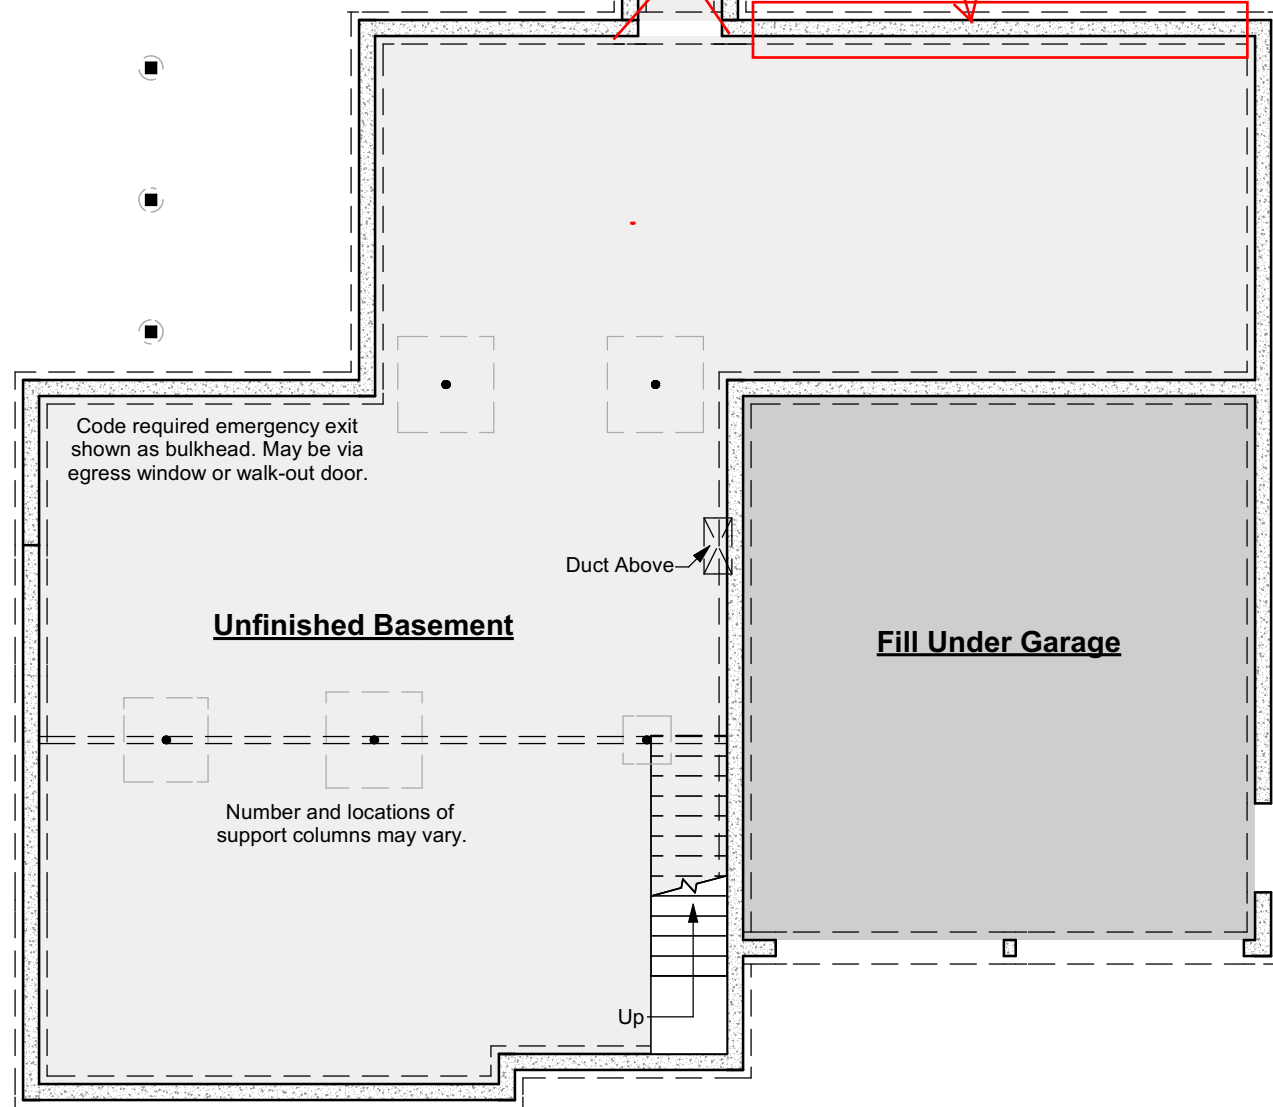 Code required emergency exit
shown as bulkhead. May be via
egress window or walk-out door.
Duct Above
Unfinished Basement
Fill Under Garage
Number and locations of
support columns may vary.
Up